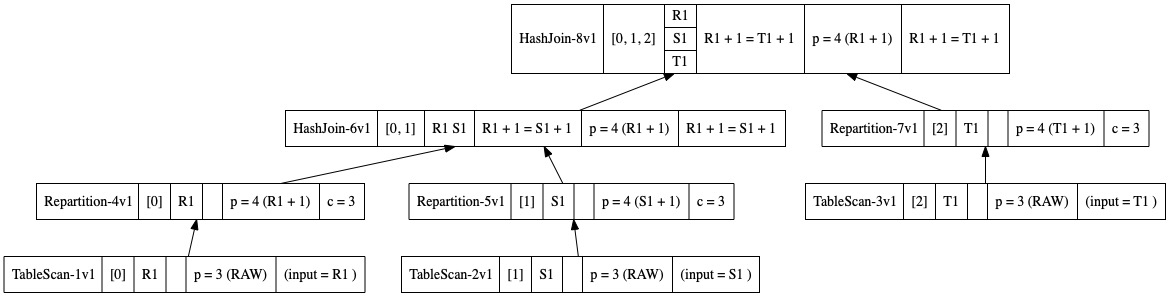 HashJoin-8v1 [0, 1, 2] R1 S1 T1 R1 + 1 = T1 + 1 p = 4 (R1 + 1) R1 + 1 = T1 + 1
HashJoin-6v1 [0, 1] R1 S1 R1 + 1 = S1 + 1 p = 4 (R1 + 1) R1 + 1 = S1 + 1
Repartition-7v1 [2] T1 p = 4 (T1 + 1) c = 3
Repartition-4v1 [0] R1 p = 4 (R1 + 1) c = 3
Repartition-5v1 [1] S1 p = 4 (S1 + 1) c = 3
TableScan-3v1 [2] T1 p = 3 (RAW) (input = T1 )
TableScan-1v1 [0] R1 p = 3 (RAW) (input = R1 )
TableScan-2v1 [1] S1 p = 3 (RAW) (input = S1 )